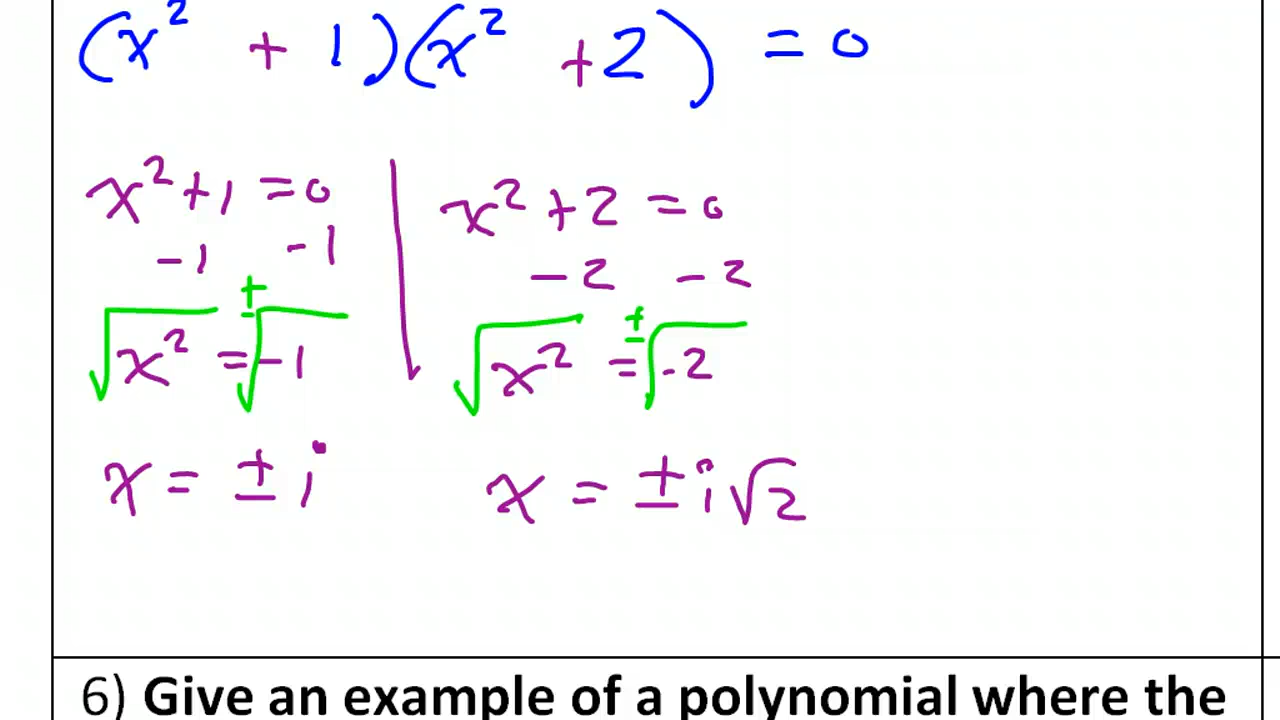 (x² + 1)(x² + 2) = 0
x² + 1 = 0
-1 -1
√x² = ±√-1
x = ± i
x² + 2 = 0
-2 -2
√x² = ±√-2
x = ± i√2
6) Give an example of a polynomial where the